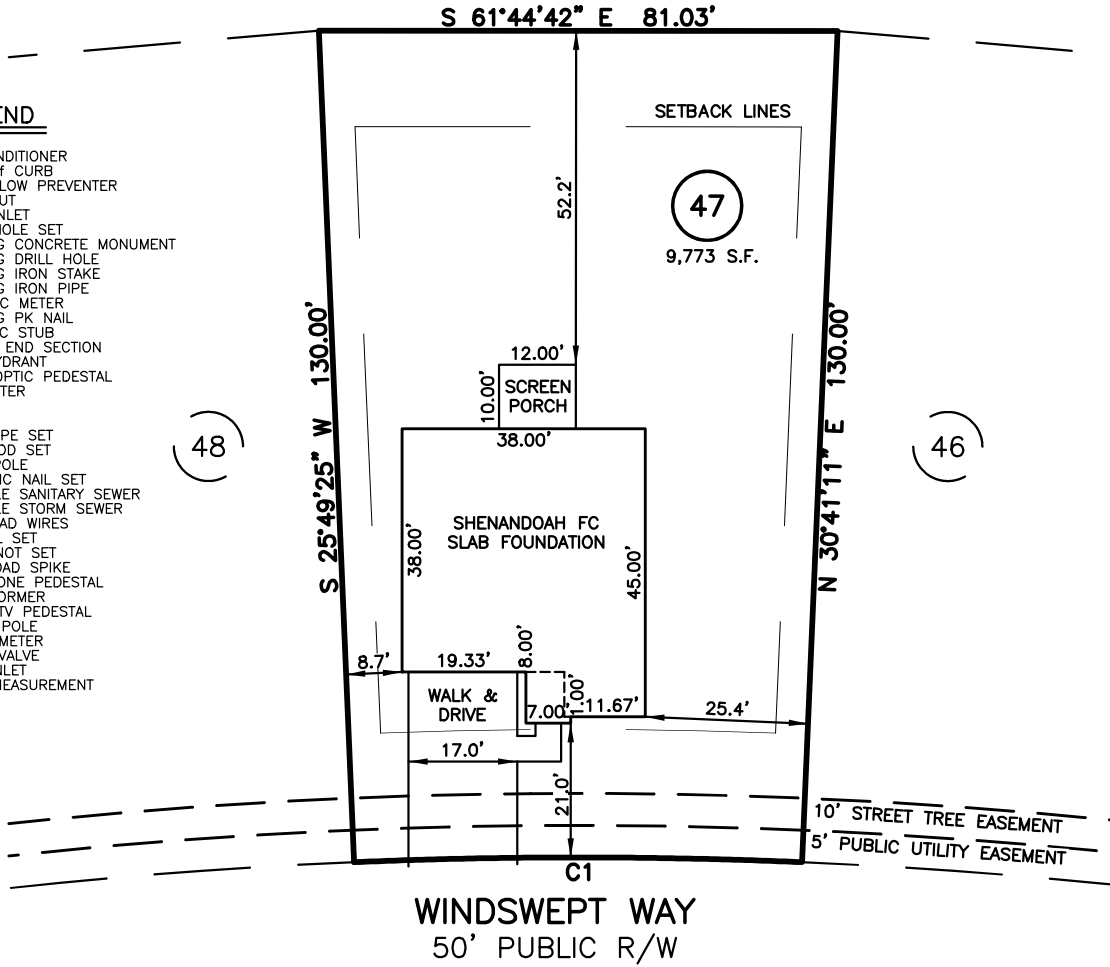 S 61°44'42" E 81.03'
END
NDITIONER
f CURB
LOW PREVENTER
UT
NLET
HOLE SET
G CONCRETE MONUMENT
G DRILL HOLE
G IRON STAKE
G IRON PIPE
C METER
G PK NAIL
C STUB
END SECTION
YDRANT
OPTIC PEDESTAL
TER
PE SET
OD SET
POLE
IC NAIL SET
E SANITARY SEWER
E STORM SEWER
AD WIRES
L SET
NOT SET
OAD SPIKE
ONE PEDESTAL
ORMER
TV PEDESTAL
POLE
METER
VALVE
NLET
MEASUREMENT
SETBACK LINES
47
9,773 S.F.
52.2'
S 25°49'25" W 130.00'
N 30°41'11" E 130.00'
48
46
12.00'
10.00'
SCREEN
PORCH
38.00'
SHENANDOAH FC
SLAB FOUNDATION
38.00'
45.00'
8.7'
19.33'
8.00'
WALK &
DRIVE
7.00'
1.00'
11.67'
25.4'
17.0'
21.0'
10' STREET TREE EASEMENT
5' PUBLIC UTILITY EASEMENT
C1
WINDSWEPT WAY
50' PUBLIC R/W